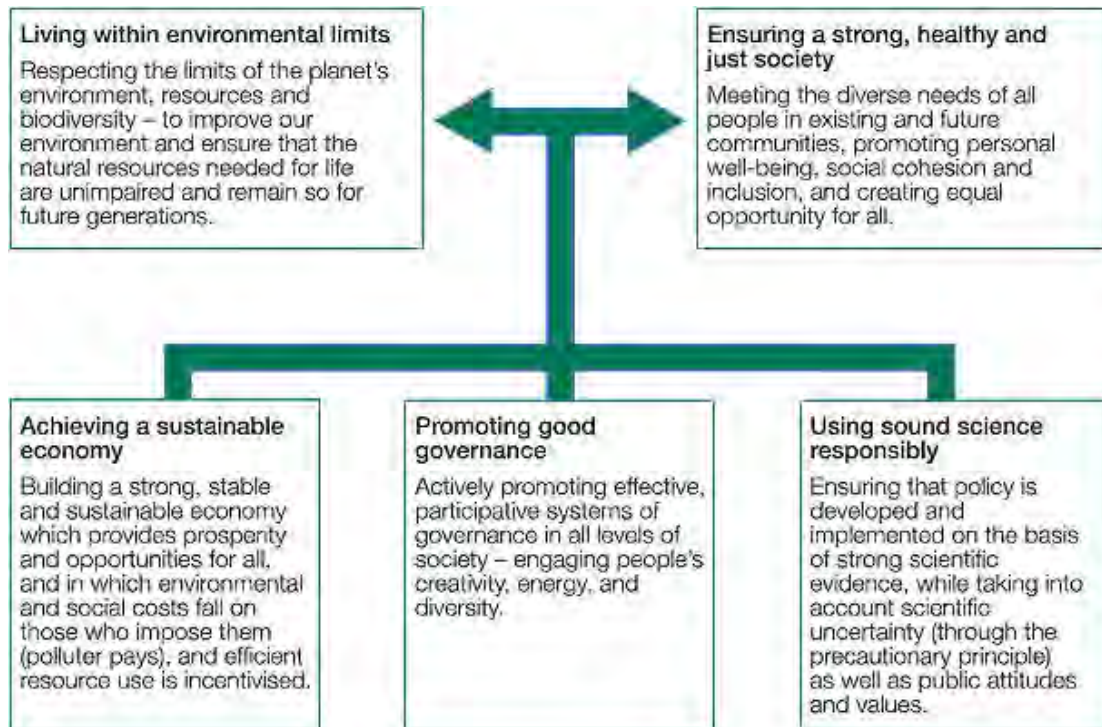 Living within environmental limits
Respecting the limits of the planet's
environment, resources and
biodiversity – to improve our
environment and ensure that the
natural resources needed for life
are unimpaired and remain so for
future generations.
Ensuring a strong, healthy and
just society
Meeting the diverse needs of all
people in existing and future
communities, promoting personal
well-being, social cohesion and
inclusion, and creating equal
opportunity for all.
Achieving a sustainable
economy
Building a strong, stable
and sustainable economy
which provides prosperity
and opportunities for all,
and in which environmental
and social costs fall on
those who impose them
(polluter pays), and efficient
resource use is incentivised.
Promoting good
governance
Actively promoting effective,
participative systems of
governance in all levels of
society – engaging people's
creativity, energy, and
diversity.
Using sound science
responsibly
Ensuring that policy is
developed and
implemented on the basis
of strong scientific
evidence, while taking into
account scientific
uncertainty (through the
precautionary principle)
as well as public attitudes
and values.